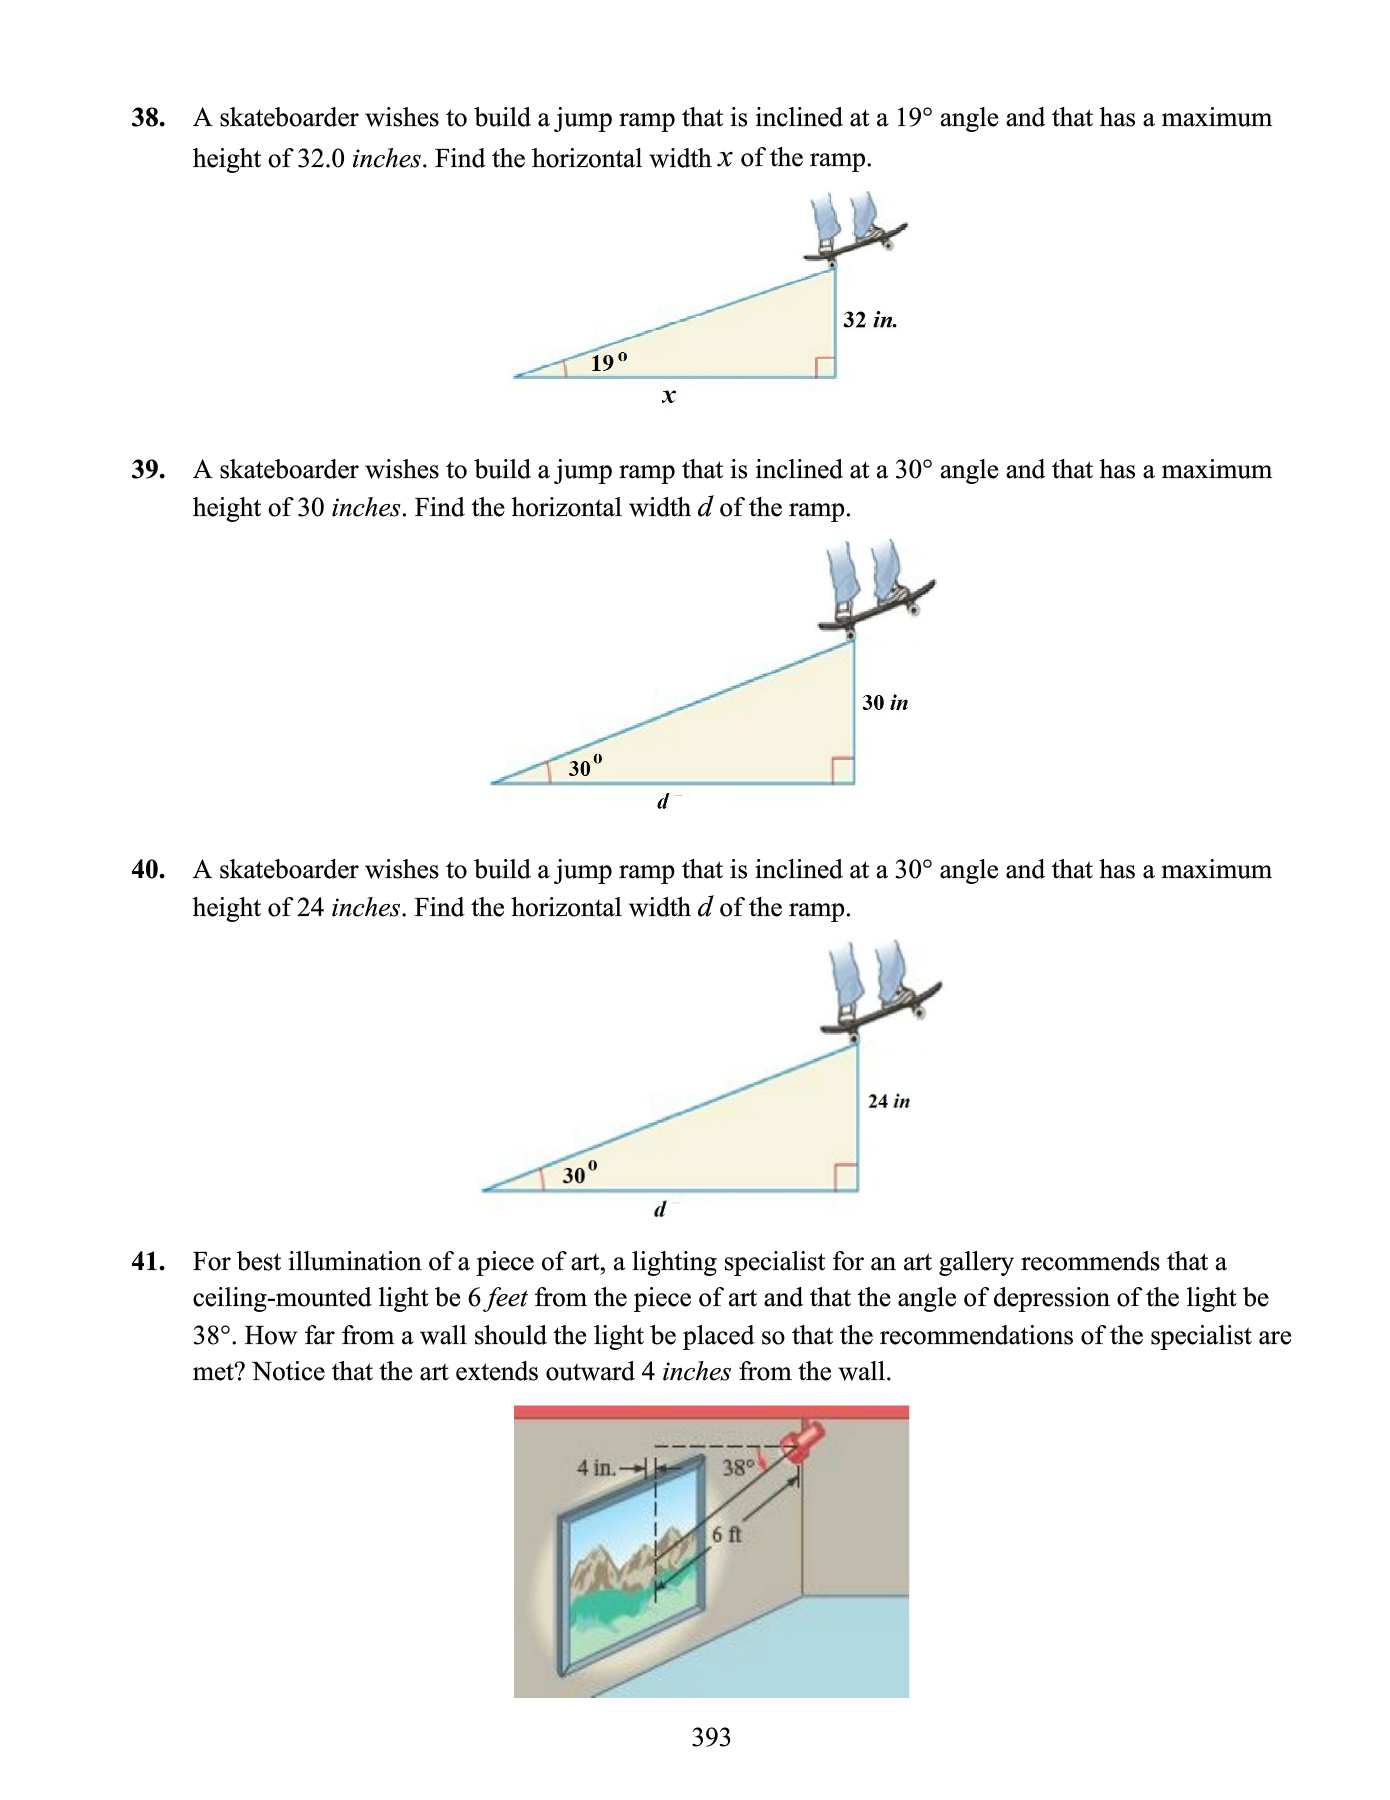 38. A skateboarder wishes to build a jump ramp that is inclined at a 19° angle and that has a maximum
height of 32.0 inches. Find the horizontal width x of the ramp.
32 in.
19⁰
x
39. A skateboarder wishes to build a jump ramp that is inclined at a 30° angle and that has a maximum
height of 30 inches. Find the horizontal width d of the ramp.
30 in
30⁰
d
40. A skateboarder wishes to build a jump ramp that is inclined at a 30° angle and that has a maximum
height of 24 inches. Find the horizontal width d of the ramp.
24 in
30⁰
d
41. For best illumination of a piece of art, a lighting specialist for an art gallery recommends that a
ceiling-mounted light be 6 feet from the piece of art and that the angle of depression of the light be
38°. How far from a wall should the light be placed so that the recommendations of the specialist are
met? Notice that the art extends outward 4 inches from the wall.
4 in.
38°
6 ft
393